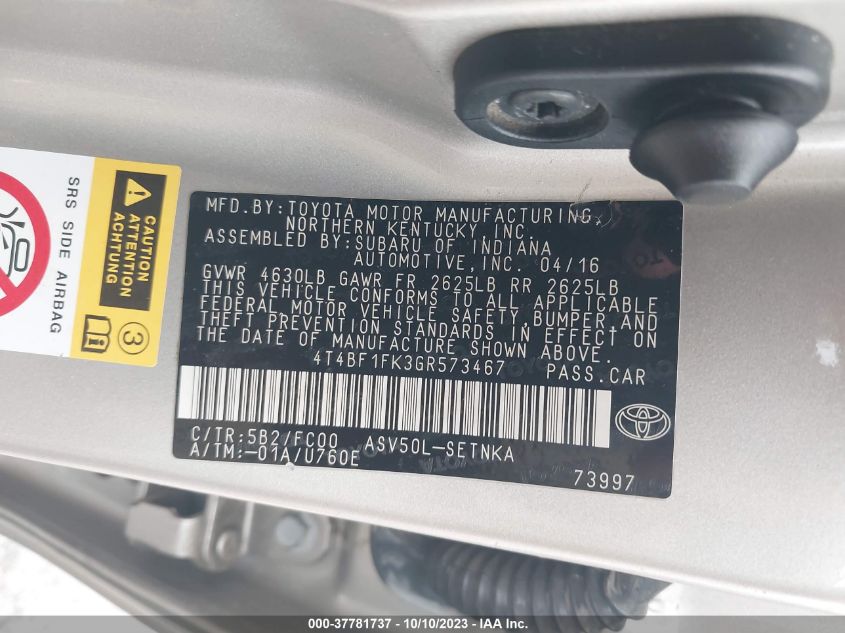 SRS SIDE AIRBAG
CAUTION
ATTENTION
ACHTUNG
3
MFD.BY:TOYOTA MOTOR MANUFACTURING,
NORTHERN KENTUCKY INC.
ASSEMBLED BY:SUBARU OF INDIANA
AUTOMOTIVE,INC. 04/16
GVWR 4630LB GAWR FR 2625LB RR 2625LB
THIS VEHICLE CONFORMS TO ALL APPLICABLE
FEDERAL MOTOR VEHICLE SAFETY,BUMPER,AND
THEFT PREVENTION STANDARDS IN EFFECT ON
THE DATE OF MANUFACTURE SHOWN ABOVE.
4T4BF1FK3GR573467 PASS.CAR
C/TR:5B2/FC00 ASV50L-SETNKA
A/TM:-01A/U760E
73997
000-37781737 - 10/10/2023 - IAA Inc.